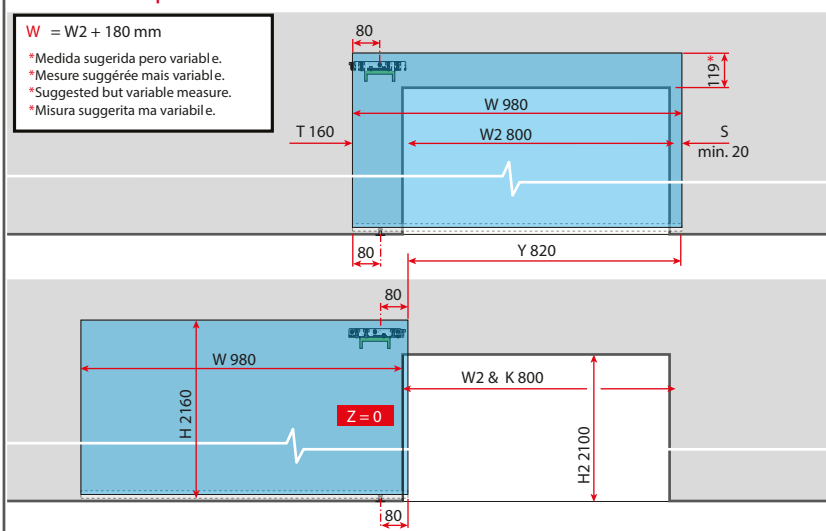 W = W2 + 180 mm
*Medida sugerida pero variable.
*Mesure suggérée mais variable.
*Suggested but variable measure.
*Misura suggerita ma variabile.
80
119*
W 980
T 160
W2 800
S
min. 20
80
Y 820
80
W 980
W2 & K 800
H 2160
Z = 0
H2 2100
80